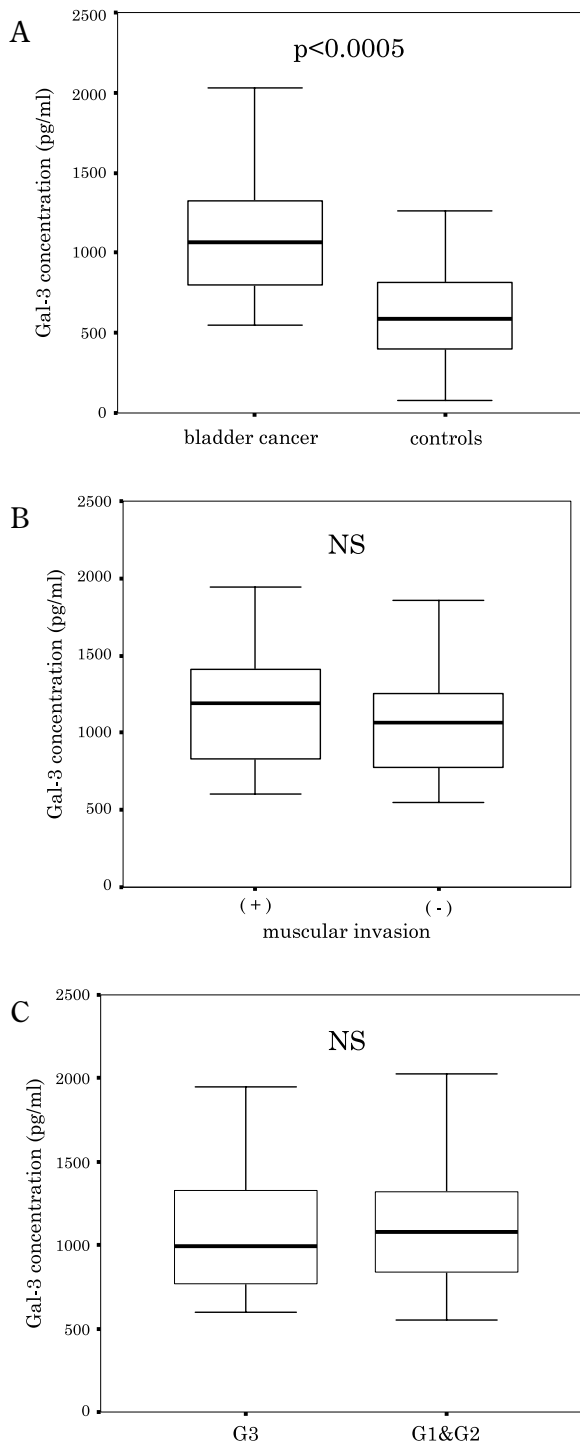 A
p<0.0005
Gal-3 concentration (pg/ml)
2500
2000
1500
1000
500
0
bladder cancer controls
B
NS
Gal-3 concentration (pg/ml)
2500
2000
1500
1000
500
0
(+) (-)
muscular invasion
C
NS
Gal-3 concentration (pg/ml)
2500
2000
1500
1000
500
0
G3 G1&G2